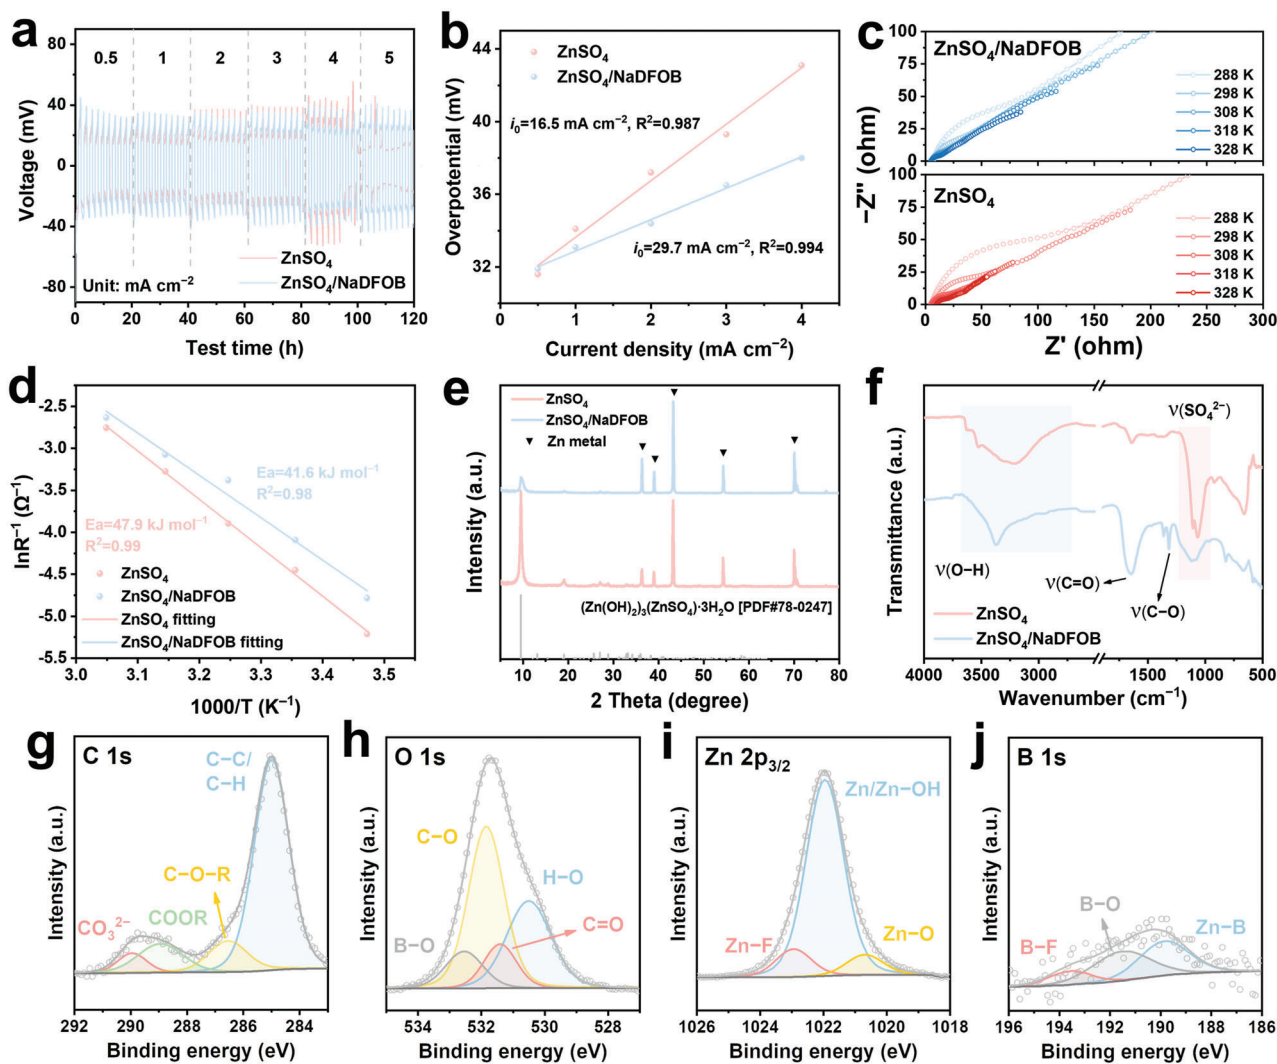 a
80
40
0
-40
-80
Voltage (mV)
0.5 1 2 3 4 5
ZnSO₄
ZnSO₄/NaDFOB
Unit: mA cm⁻²
0 20 40 60 80 100 120
Test time (h)
b
44
40
36
32
Overpotential (mV)
ZnSO₄
ZnSO₄/NaDFOB
i₀=16.5 mA cm⁻², R²=0.987
i₀=29.7 mA cm⁻², R²=0.994
0 1 2 3 4
Current density (mA cm⁻²)
c
ZnSO₄/NaDFOB
100
75
50
25
0
288 K
298 K
308 K
318 K
328 K
−Z'' (ohm)
ZnSO₄
100
75
50
25
0
288 K
298 K
308 K
318 K
328 K
0 50 100 150 200 250 300
Z' (ohm)
d
-2.5
-3.0
-3.5
-4.0
-4.5
-5.0
-5.5
lnR⁻¹ (Ω⁻¹)
Ea=41.6 kJ mol⁻¹
R²=0.98
Ea=47.9 kJ mol⁻¹
R²=0.99
ZnSO₄
ZnSO₄/NaDFOB
ZnSO₄ fitting
ZnSO₄/NaDFOB fitting
3.0 3.1 3.2 3.3 3.4 3.5
1000/T (K⁻¹)
e
Intensity (a.u.)
ZnSO₄
ZnSO₄/NaDFOB
▼ Zn metal
(Zn(OH)₂)₃(ZnSO₄)·3H₂O [PDF#78-0247]
10 20 30 40 50 60 70 80
2 Theta (degree)
f
Transmittance (a.u.)
ν(SO₄²⁻)
ν(O−H)
ν(C=O)
ν(C−O)
ZnSO₄
ZnSO₄/NaDFOB
4000 3000 1500 1000 500
Wavenumber (cm⁻¹)
g
C 1s
C−C/
C−H
C−O−R
COOR
CO₃²⁻
Intensity (a.u.)
292 290 288 286 284
Binding energy (eV)
h
O 1s
C−O
H−O
C=O
B−O
Intensity (a.u.)
534 532 530 528
Binding energy (eV)
i
Zn 2p₃/₂
Zn/Zn−OH
Zn−F
Zn−O
Intensity (a.u.)
1026 1024 1022 1020 1018
Binding energy (eV)
j
B 1s
B−O
Zn−B
B−F
Intensity (a.u.)
196 194 192 190 188 186
Binding energy (eV)